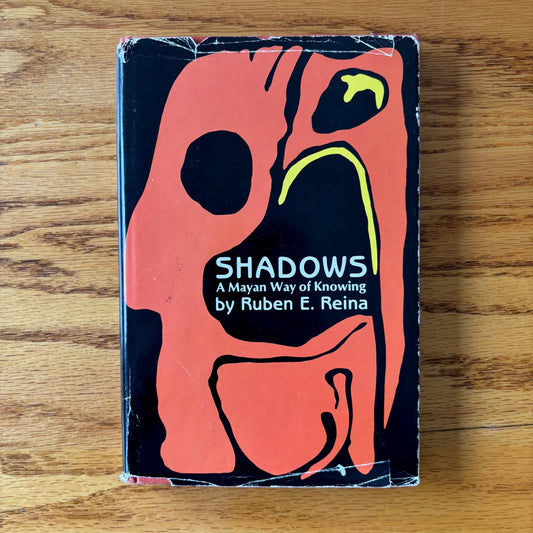 SHADOWS
A Mayan Way of Knowing
by Ruben E. Reina